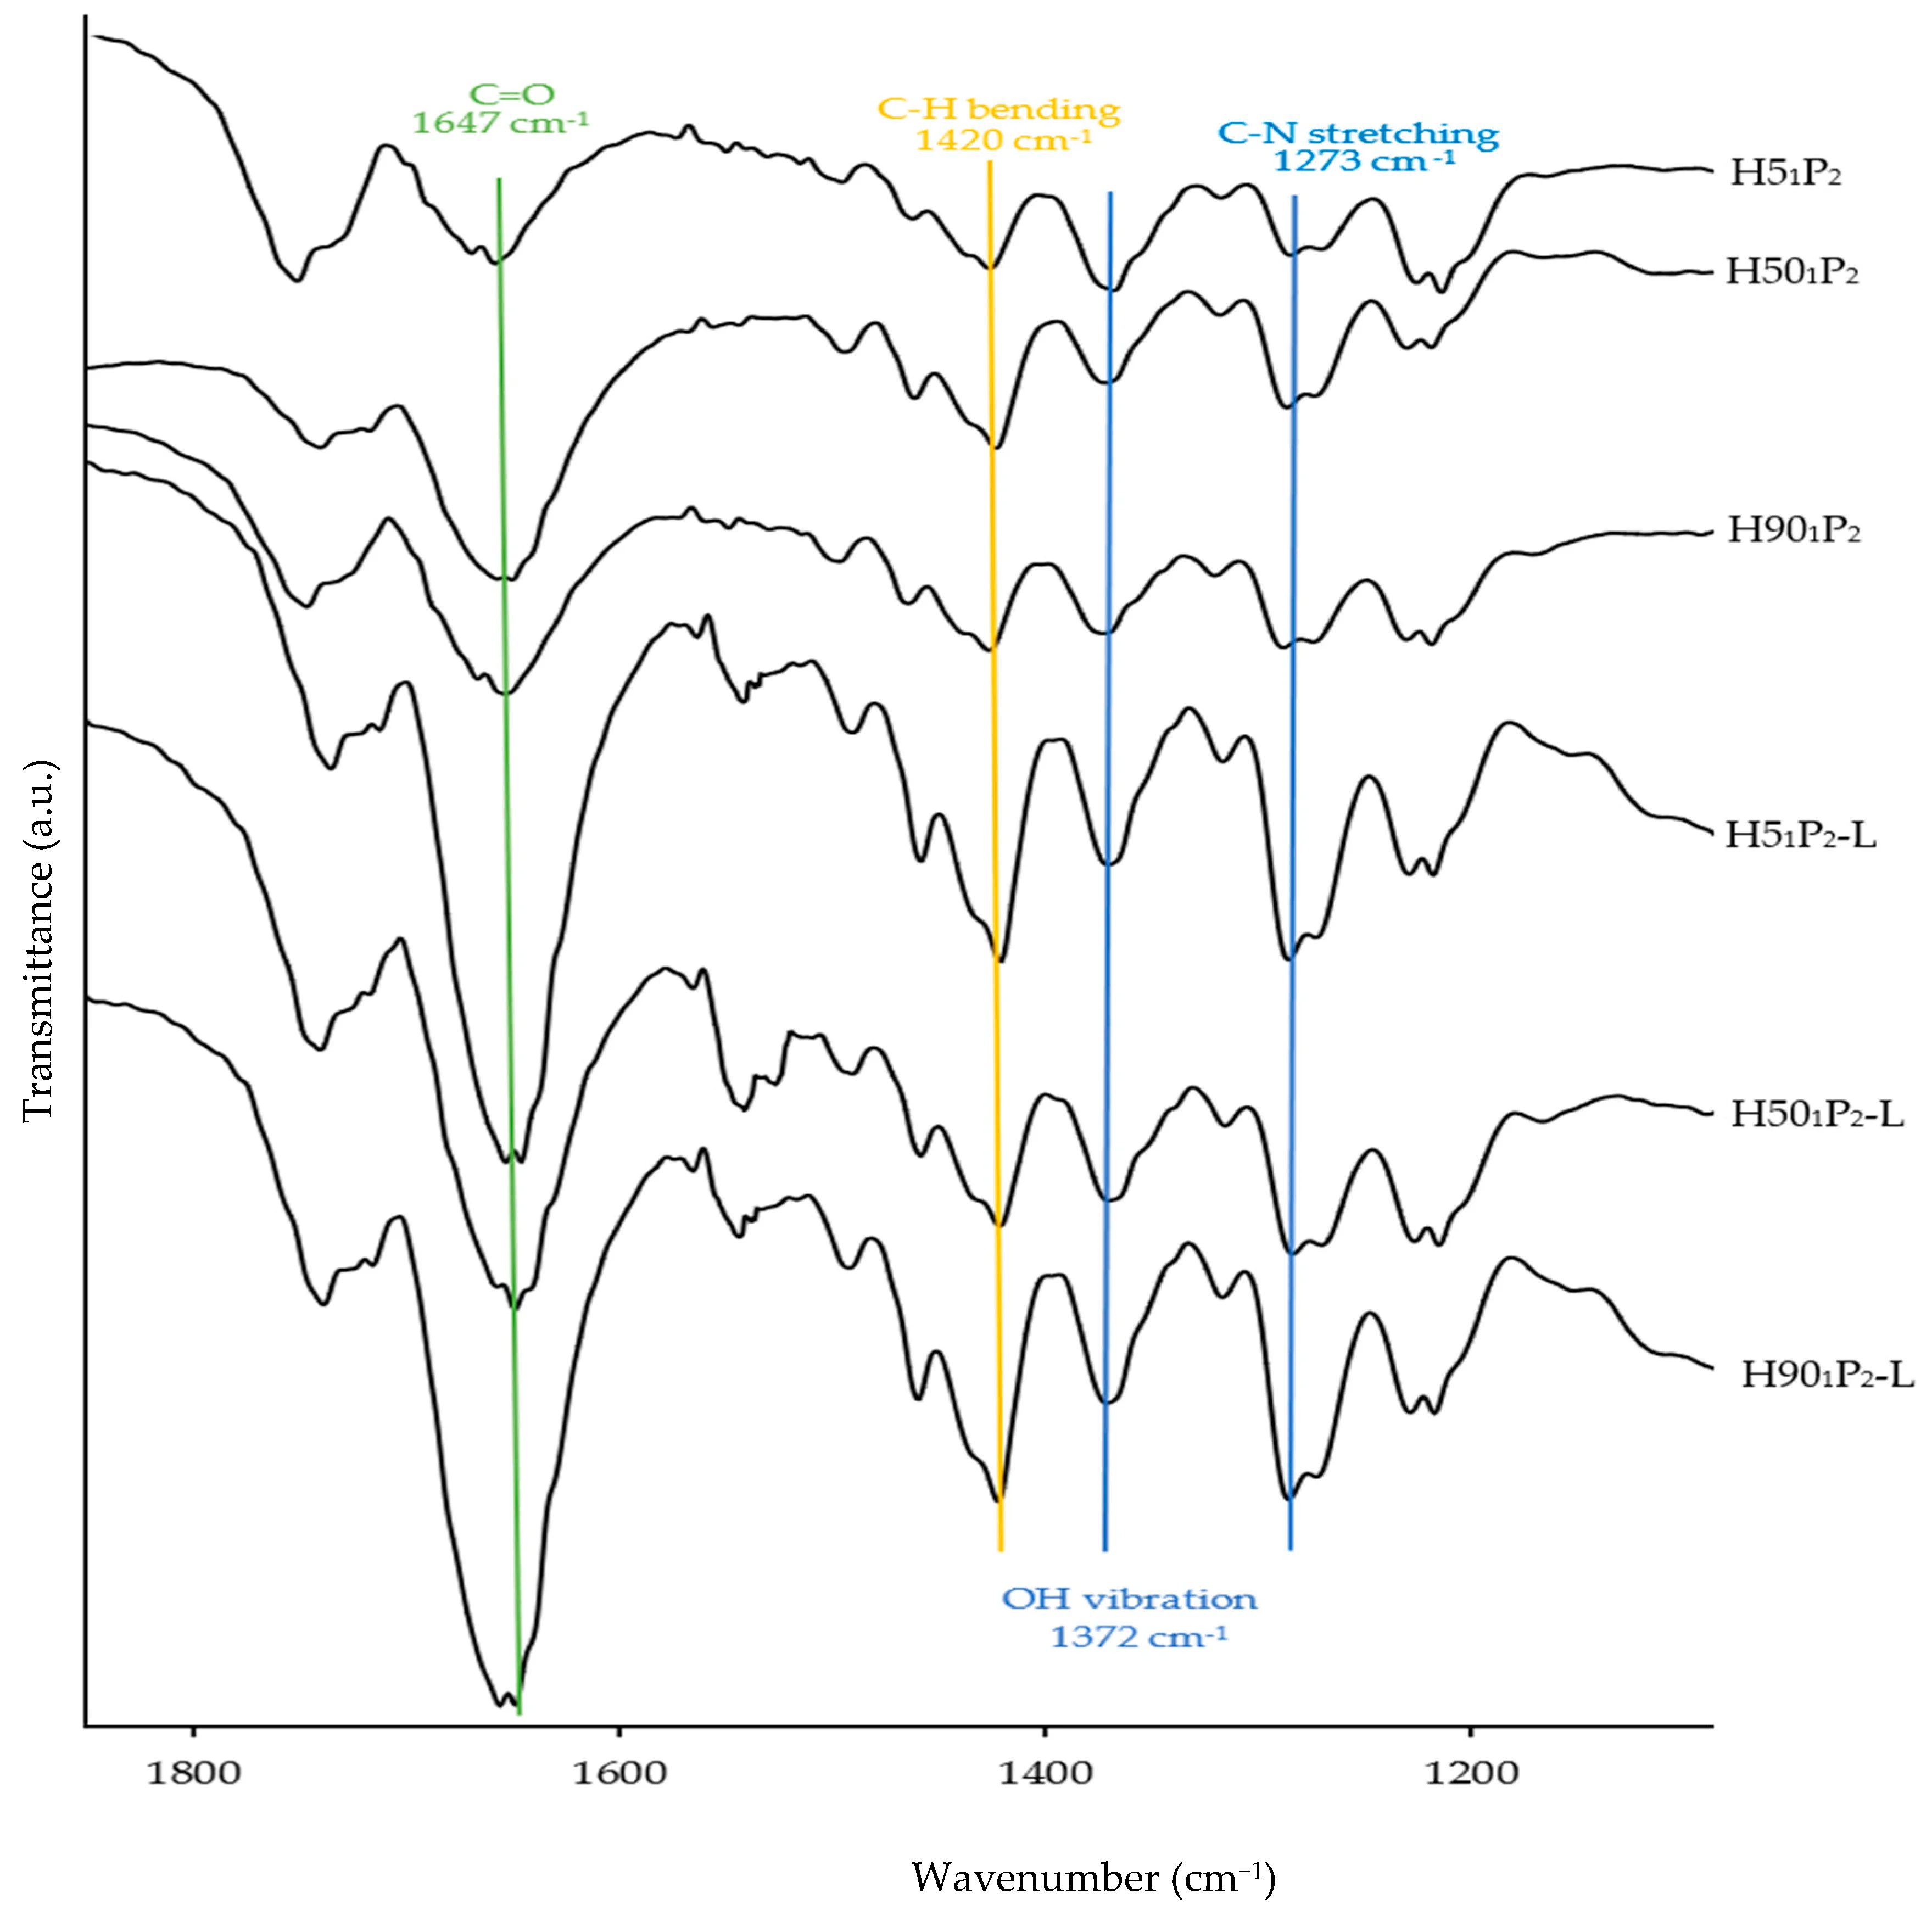 C=O
1647 cm⁻¹
C-H bending
1420 cm⁻¹
C-N stretching
1273 cm⁻¹
H5₁P₂
H50₁P₂
H90₁P₂
H5₁P₂-L
H50₁P₂-L
H90₁P₂-L
Transmittance (a.u.)
OH vibration
1372 cm⁻¹
1800 1600 1400 1200
Wavenumber (cm⁻¹)